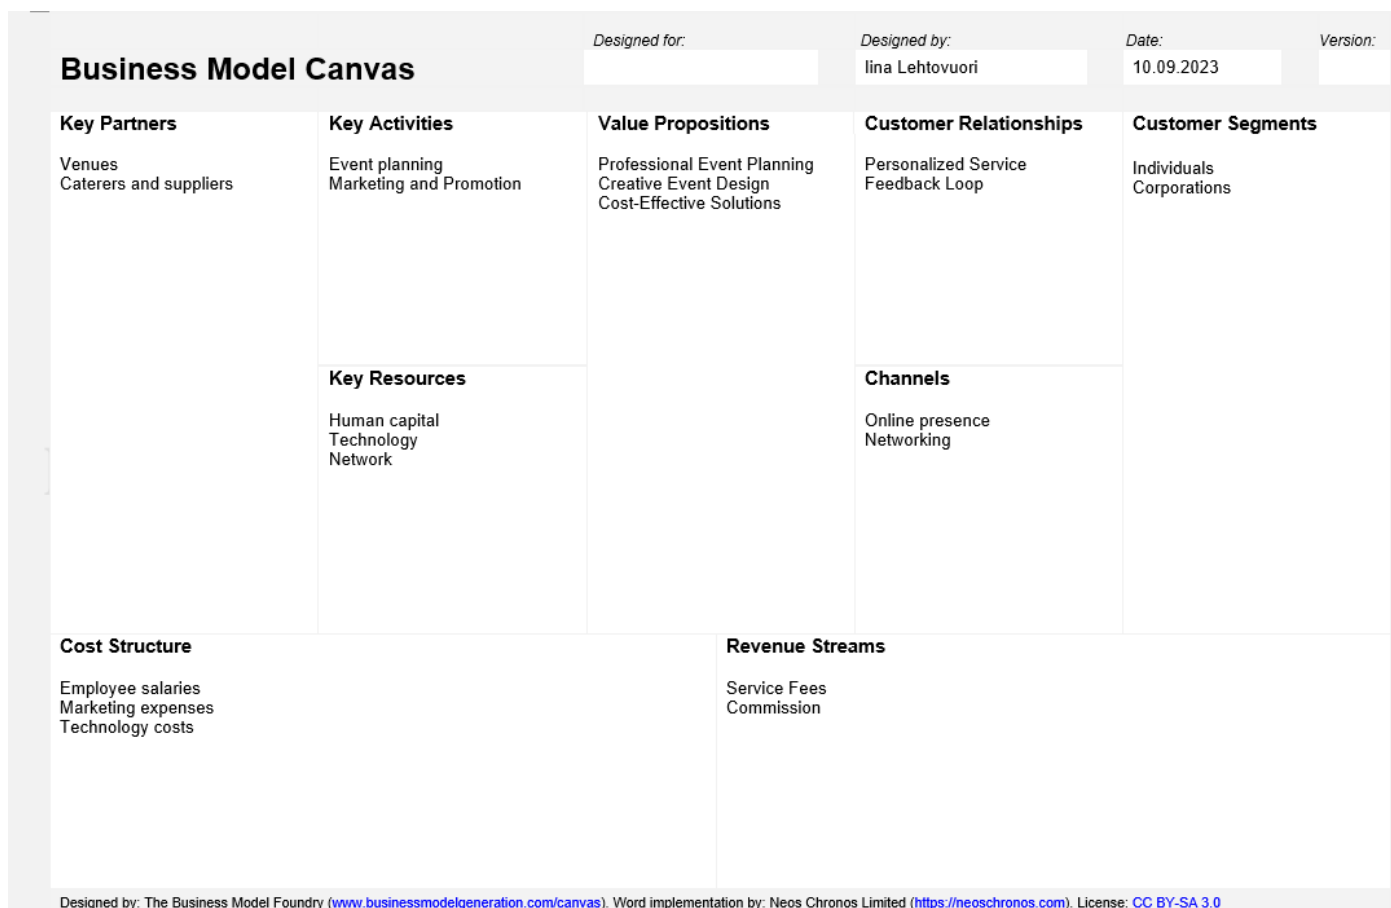 Designed for:
Designed by:
Date:
Version:
Business Model Canvas
Iina Lehtovuori
10.09.2023
Key Partners
Venues
Caterers and suppliers
Key Activities
Event planning
Marketing and Promotion
Key Resources
Human capital
Technology
Network
Value Propositions
Professional Event Planning
Creative Event Design
Cost-Effective Solutions
Customer Relationships
Personalized Service
Feedback Loop
Channels
Online presence
Networking
Customer Segments
Individuals
Corporations
Cost Structure
Employee salaries
Marketing expenses
Technology costs
Revenue Streams
Service Fees
Commission
Designed by: The Business Model Foundry (www.businessmodelgeneration.com/canvas). Word implementation by: Neos Chronos Limited (https://neoschronos.com). License: CC BY-SA 3.0